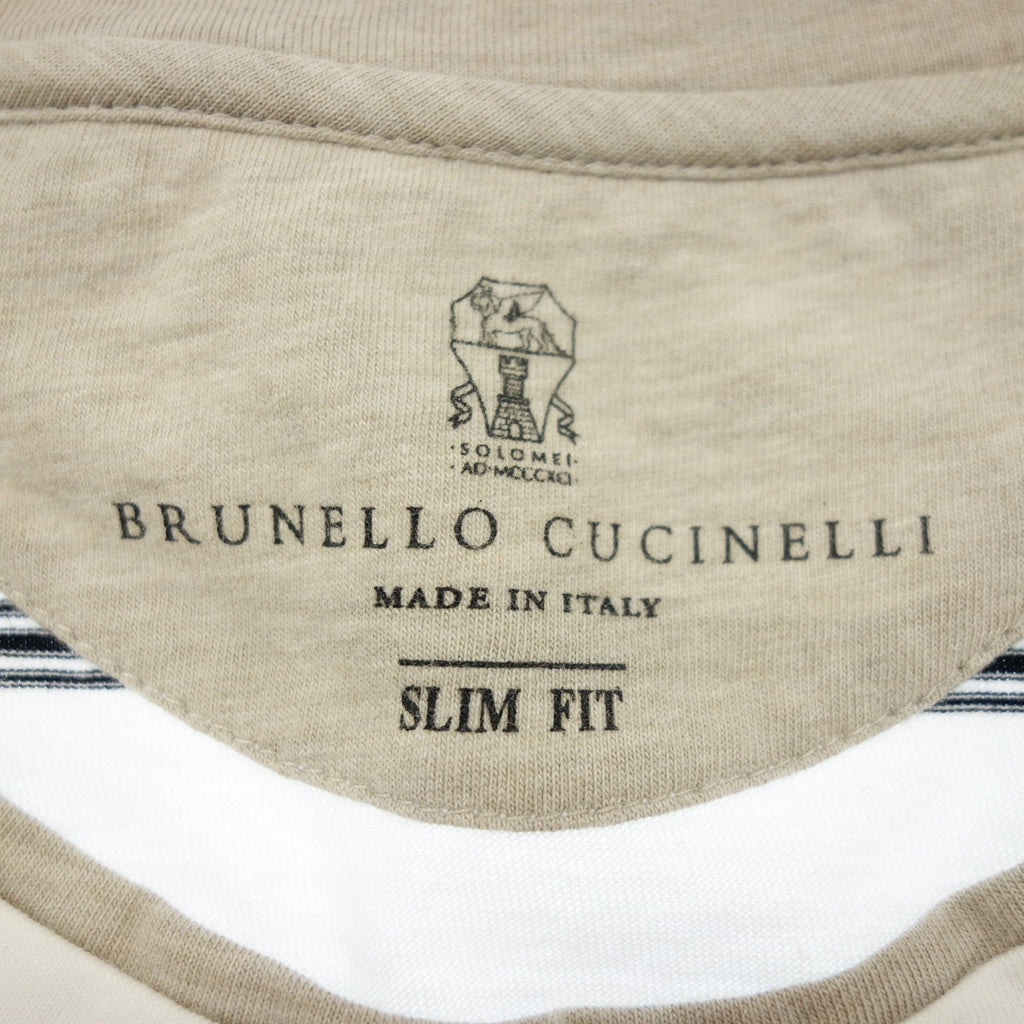 ·SOLOMEI·
·AD·MCCCXCI·
BRUNELLO CUCINELLI
MADE IN ITALY
SLIM FIT